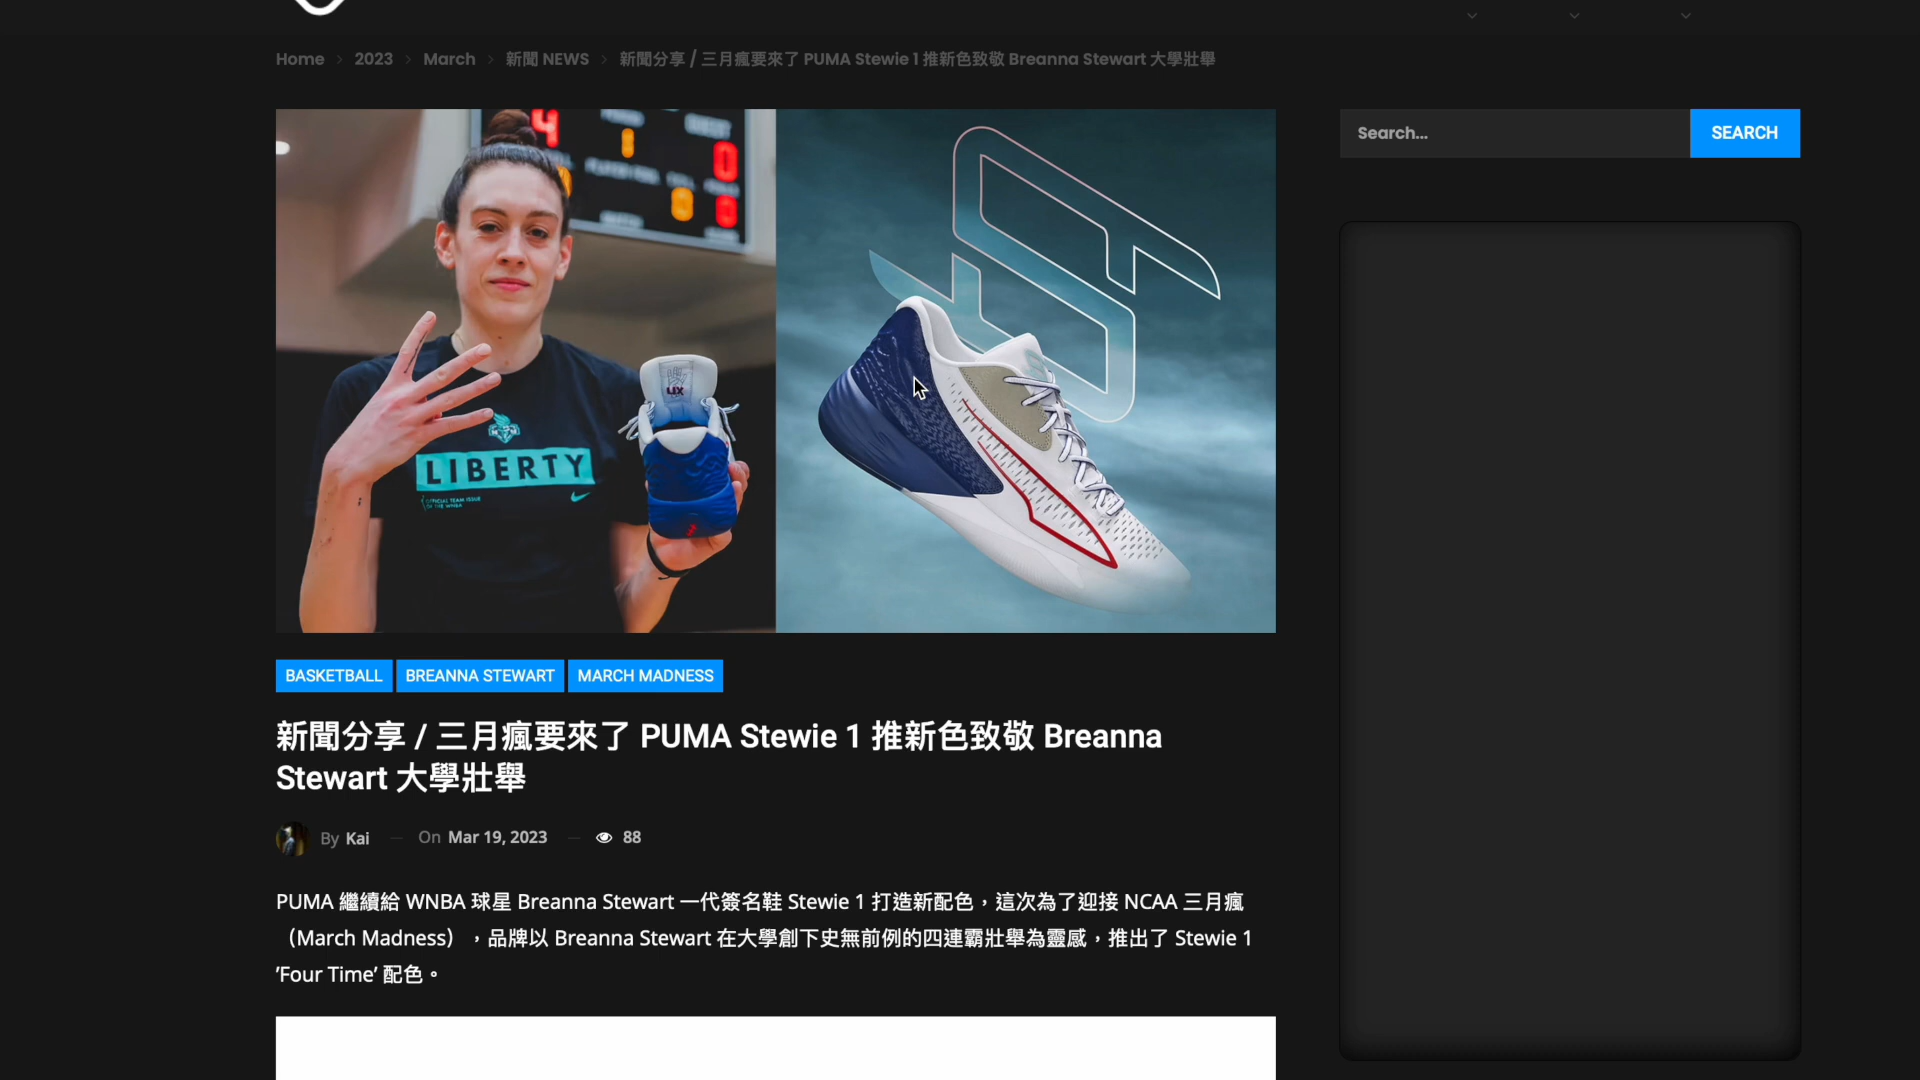 Home > 2023 > March > 新聞 NEWS > 新聞分享 / 三月瘋要來了 PUMA Stewie 1 推新色致敬 Breanna Stewart 大學壯舉
Search...
SEARCH
LIBERTY
OFFICIAL TEAM ISSUE
OF THE WNBA
BASKETBALL
BREANNA STEWART
MARCH MADNESS
新聞分享 / 三月瘋要來了 PUMA Stewie 1 推新色致敬 Breanna
Stewart 大學壯舉
By Kai — On Mar 19, 2023 — 88
PUMA 繼續給 WNBA 球星 Breanna Stewart 一代簽名鞋 Stewie 1 打造新配色，這次為了迎接 NCAA 三月瘋
（March Madness），品牌以 Breanna Stewart 在大學創下史無前例的四連霸壯舉為靈感，推出了 Stewie 1
’Four Time’ 配色。